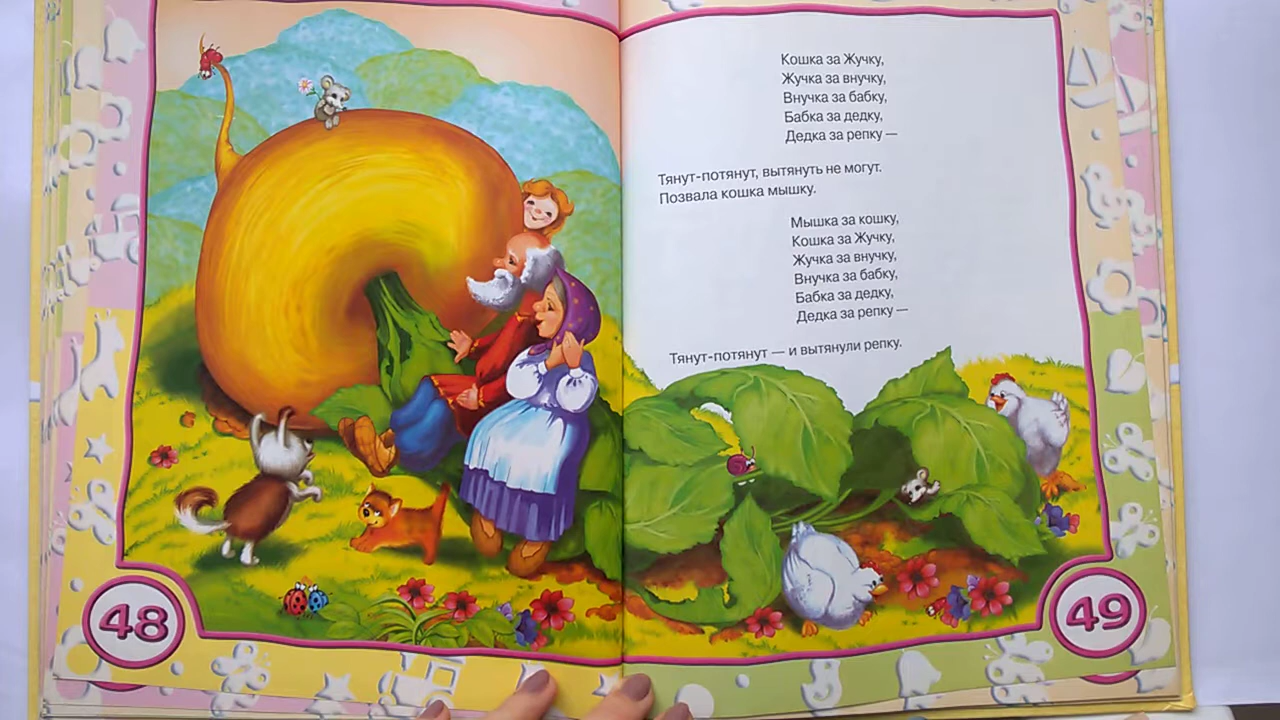 Кошка за Жучку,
Жучка за внучку,
Внучка за бабку,
Бабка за дедку,
Дедка за репку —
Тянут-потянут, вытянуть не могут.
Позвала кошка мышку.
Мышка за кошку,
Кошка за Жучку,
Жучка за внучку,
Внучка за бабку,
Бабка за дедку,
Дедка за репку —
Тянут-потянут — и вытянули репку.
48
49